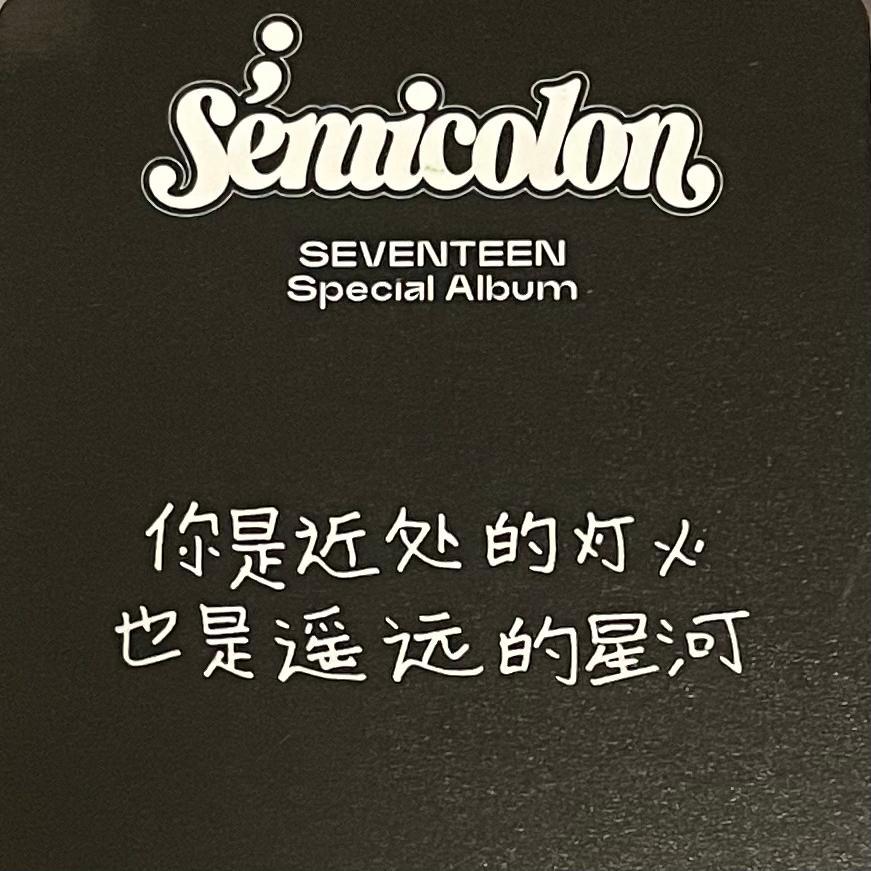 Semicolon
SEVENTEEN
Special Album
你是近处的灯火
也是遥远的星河